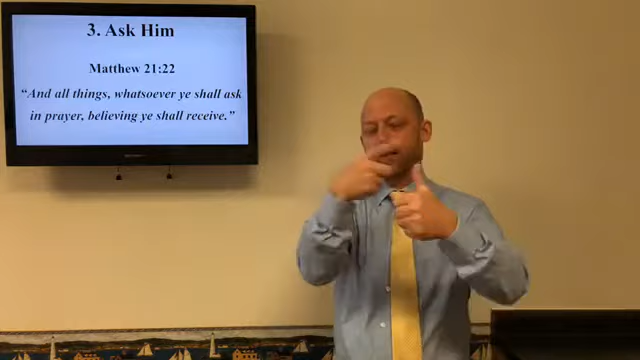 3. Ask Him
Matthew 21:22
“And all things, whatsoever ye shall ask
in prayer, believing ye shall receive.”